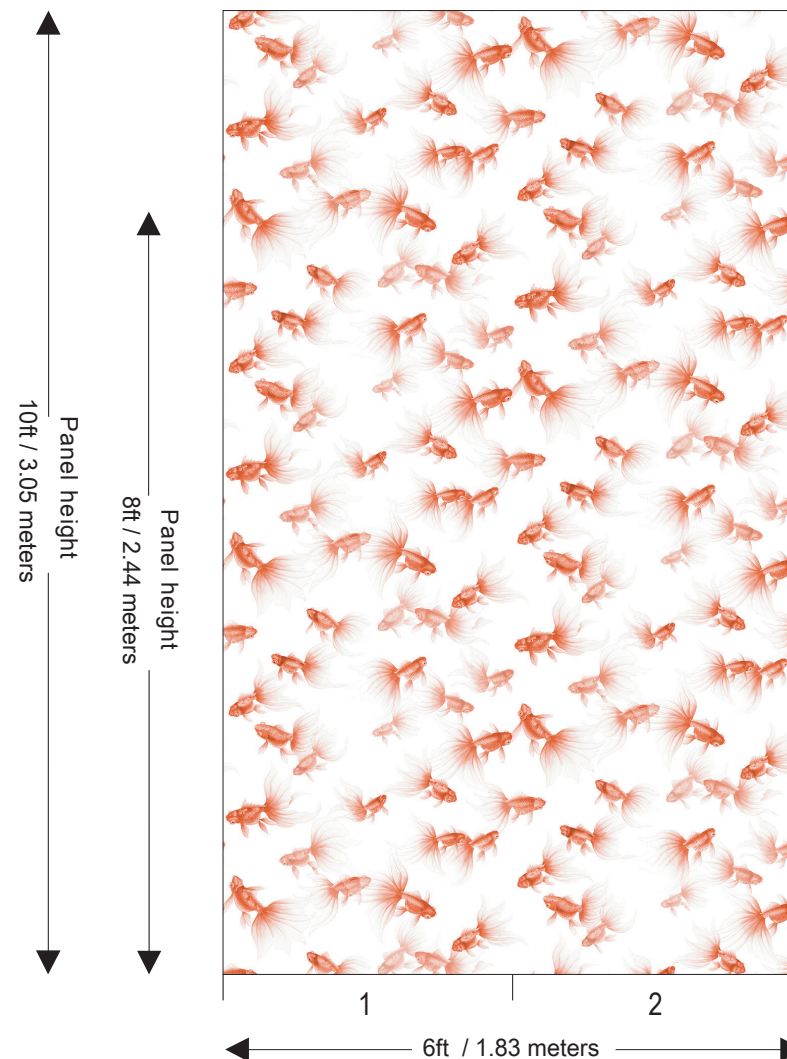 Panel height
10ft / 3.05 meters
Panel height
8ft / 2.44 meters
1
2
6ft / 1.83 meters